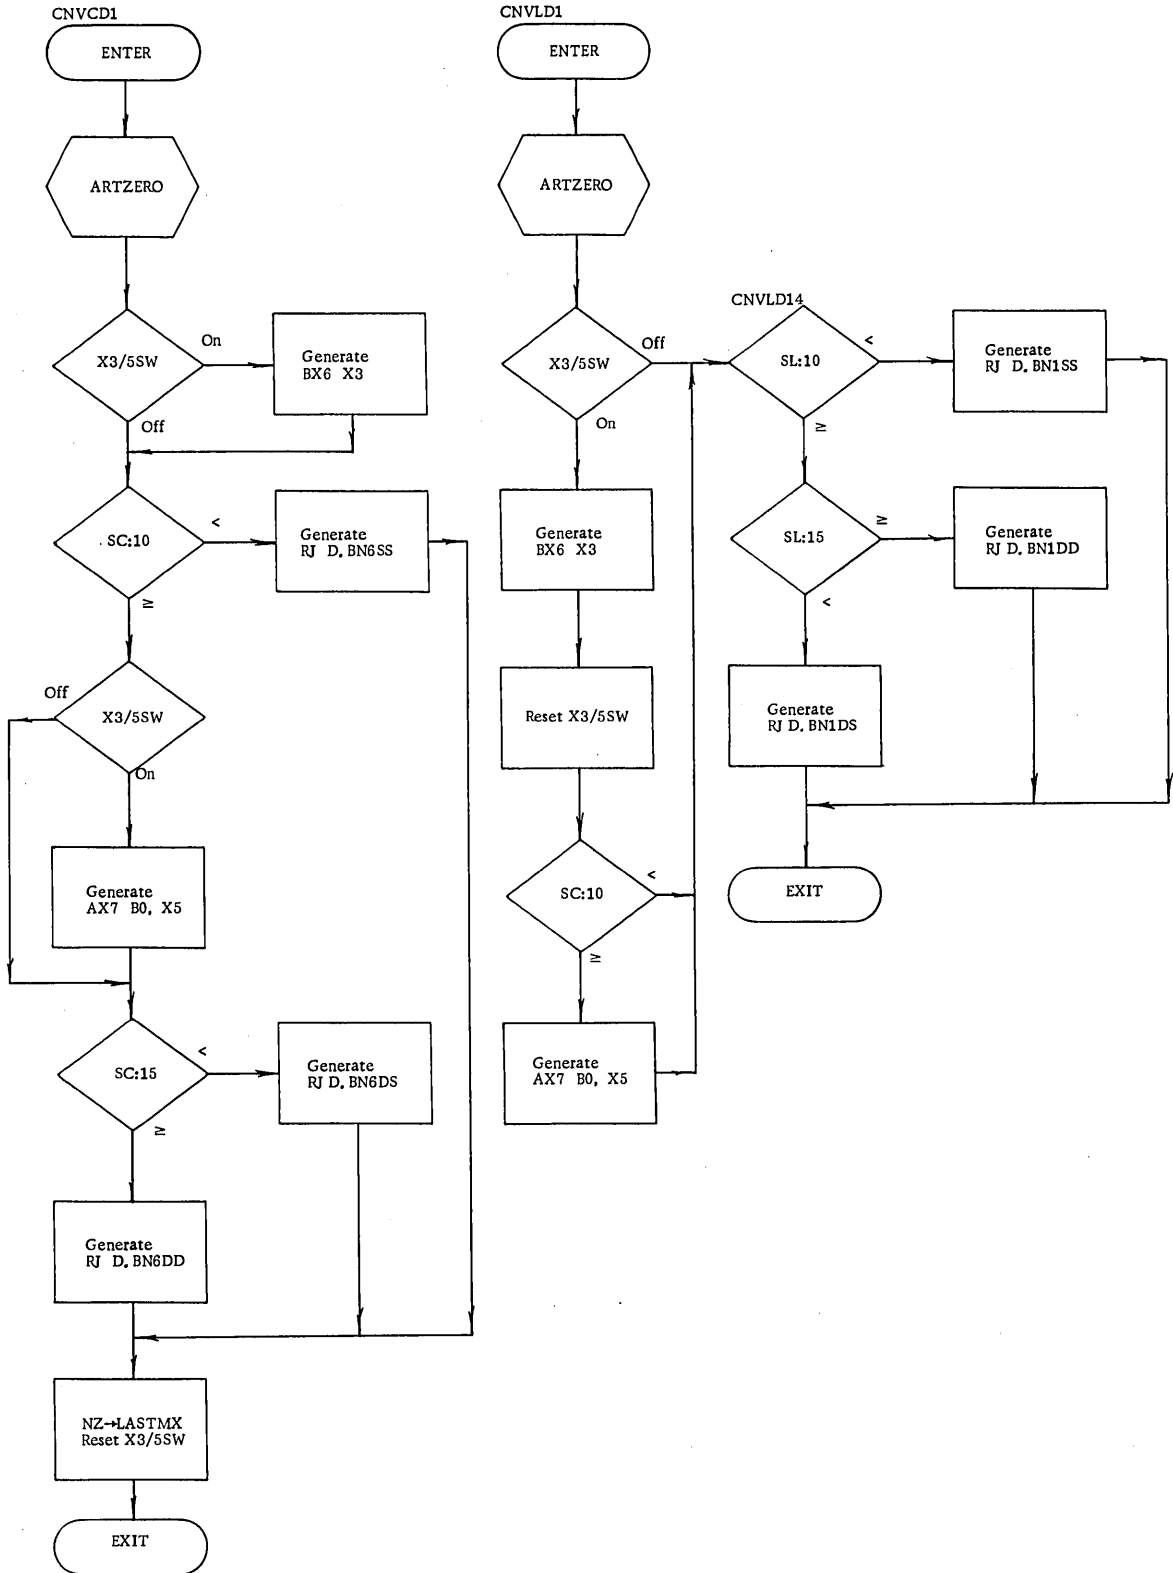 CNVCD1
ENTER
ARTZERO
X3/5SW
On
Generate
BX6 X3
Off
SC:10
<
Generate
RJ D.BN6SS
≥
Off
X3/5SW
On
Generate
AX7 B0, X5
SC:15
<
Generate
RJ D.BN6DS
≥
Generate
RJ D.BN6DD
NZ→LASTMX
Reset X3/5SW
EXIT
CNVLD1
ENTER
ARTZERO
X3/5SW
Off
On
Generate
BX6 X3
Reset X3/5SW
SC:10
<
≥
Generate
AX7 B0, X5
CNVLD14
SL:10
<
Generate
RJ D.BN1SS
≥
SL:15
≥
Generate
RJ D.BN1DD
<
Generate
RJ D.BN1DS
EXIT